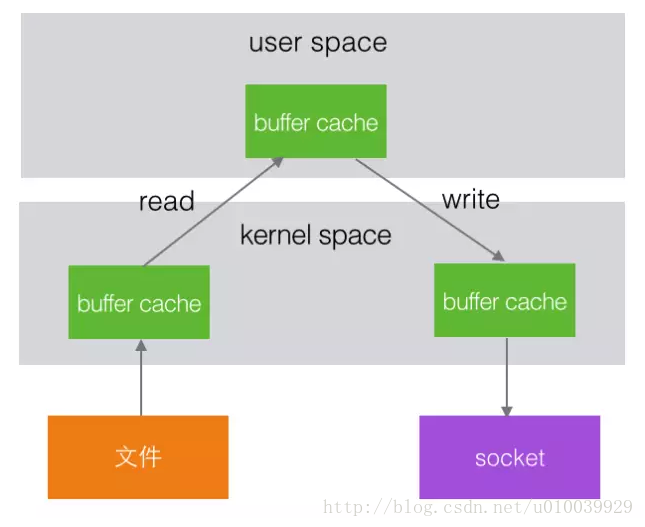 user space
buffer cache
read
write
kernel space
buffer cache
buffer cache
文件
socket
http://blog.csdn.net/u010039929